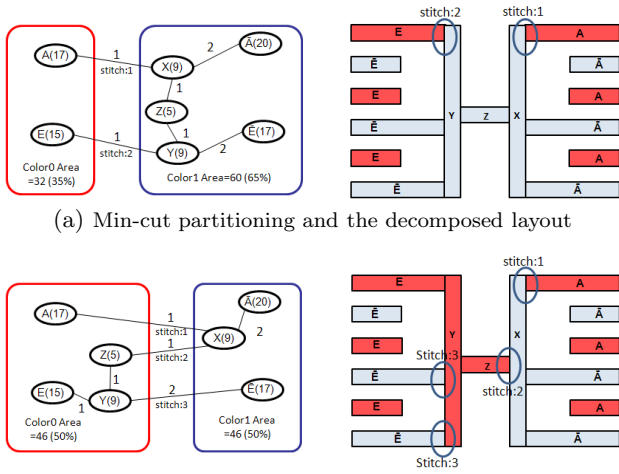 stitch:2
stitch:1
A(17)
1
stitch:1
X(9)
2
Ā(20)
1
Z(5)
1
E(15)
1
stitch:2
Y(9)
2
Ē(17)
Color0 Area
=32 (35%)
Color1 Area=60 (65%)
E
A
Ē
Ā
E
Y
Z
X
A
Ē
Ā
E
A
Ē
Ā
(a) Min-cut partitioning and the decomposed layout
stitch:1
A(17)
1
stitch:1
Ā(20)
2
X(9)
Z(5)
1
stitch:2
1
E(15)
1
Y(9)
2
stitch:3
Ē(17)
Color0 Area
=46 (50%)
Color1 Area
=46 (50%)
E
A
Ē
Ā
Y
X
E
Stitch:3
Z
A
stitch:2
Ē
Ā
E
A
Ē
Ā
Stitch:3